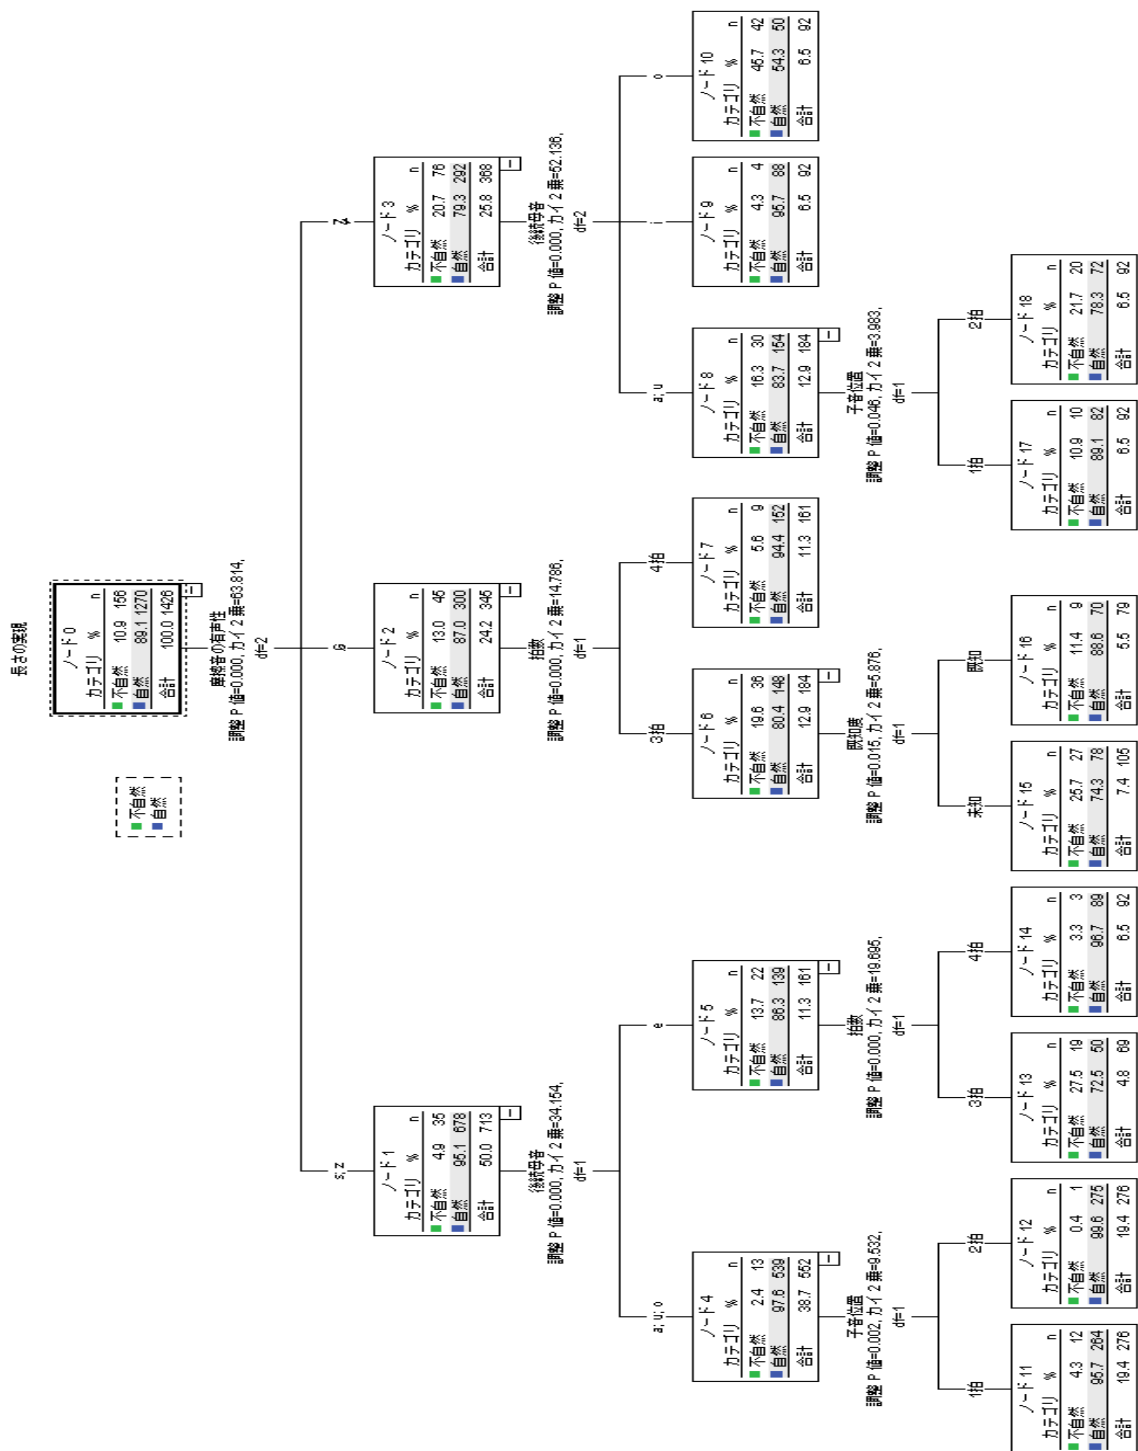 長さの実現
不自然
自然
ノード 0
カテゴリ % n
不自然 10.9 156
自然 89.1 1270
合計 100.0 1426
摩擦音の有声性
調整 P 値=0.000, カイ 2 乗=63.814,
df=2
s; z
ノード 1
カテゴリ % n
不自然 4.9 35
自然 95.1 678
合計 50.0 713
後続母音
調整 P 値=0.000, カイ 2 乗=34.154,
df=1
ɕ
ノード 2
カテゴリ % n
不自然 13.0 45
自然 87.0 300
合計 24.2 345
拍数
調整 P 値=0.000, カイ 2 乗=14.786,
df=1
ノード 3
カテゴリ % n
不自然 20.7 76
自然 79.3 292
合計 25.8 368
後続母音
調整 P 値=0.000, カイ 2 乗=52.136,
df=2
a; u; o
ノード 4
カテゴリ % n
不自然 2.4 13
自然 97.6 539
合計 38.7 552
子音位置
調整 P 値=0.002, カイ 2 乗=9.532,
df=1
e
ノード 5
カテゴリ % n
不自然 13.7 22
自然 86.3 139
合計 11.3 161
拍数
調整 P 値=0.000, カイ 2 乗=19.695,
df=1
3拍
ノード 6
カテゴリ % n
不自然 19.6 36
自然 80.4 148
合計 12.9 184
既知度
調整 P 値=0.015, カイ 2 乗=5.876,
df=1
4拍
ノード 7
カテゴリ % n
不自然 5.6 9
自然 94.4 152
合計 11.3 161
a; u
ノード 8
カテゴリ % n
不自然 16.3 30
自然 83.7 154
合計 12.9 184
子音位置
調整 P 値=0.046, カイ 2 乗=3.983,
df=1
i
ノード 9
カテゴリ % n
不自然 4.3 4
自然 95.7 88
合計 6.5 92
o
ノード 10
カテゴリ % n
不自然 45.7 42
自然 54.3 50
合計 6.5 92
1拍
ノード 11
カテゴリ % n
不自然 4.3 12
自然 95.7 264
合計 19.4 276
2拍
ノード 12
カテゴリ % n
不自然 0.4 1
自然 99.6 275
合計 19.4 276
3拍
ノード 13
カテゴリ % n
不自然 27.5 19
自然 72.5 50
合計 4.8 69
4拍
ノード 14
カテゴリ % n
不自然 3.3 3
自然 96.7 89
合計 6.5 92
未知
ノード 15
カテゴリ % n
不自然 25.7 27
自然 74.3 78
合計 7.4 105
既知
ノード 16
カテゴリ % n
不自然 11.4 9
自然 88.6 70
合計 5.5 79
1拍
ノード 17
カテゴリ % n
不自然 10.9 10
自然 89.1 82
合計 6.5 92
2拍
ノード 18
カテゴリ % n
不自然 21.7 20
自然 78.3 72
合計 6.5 92